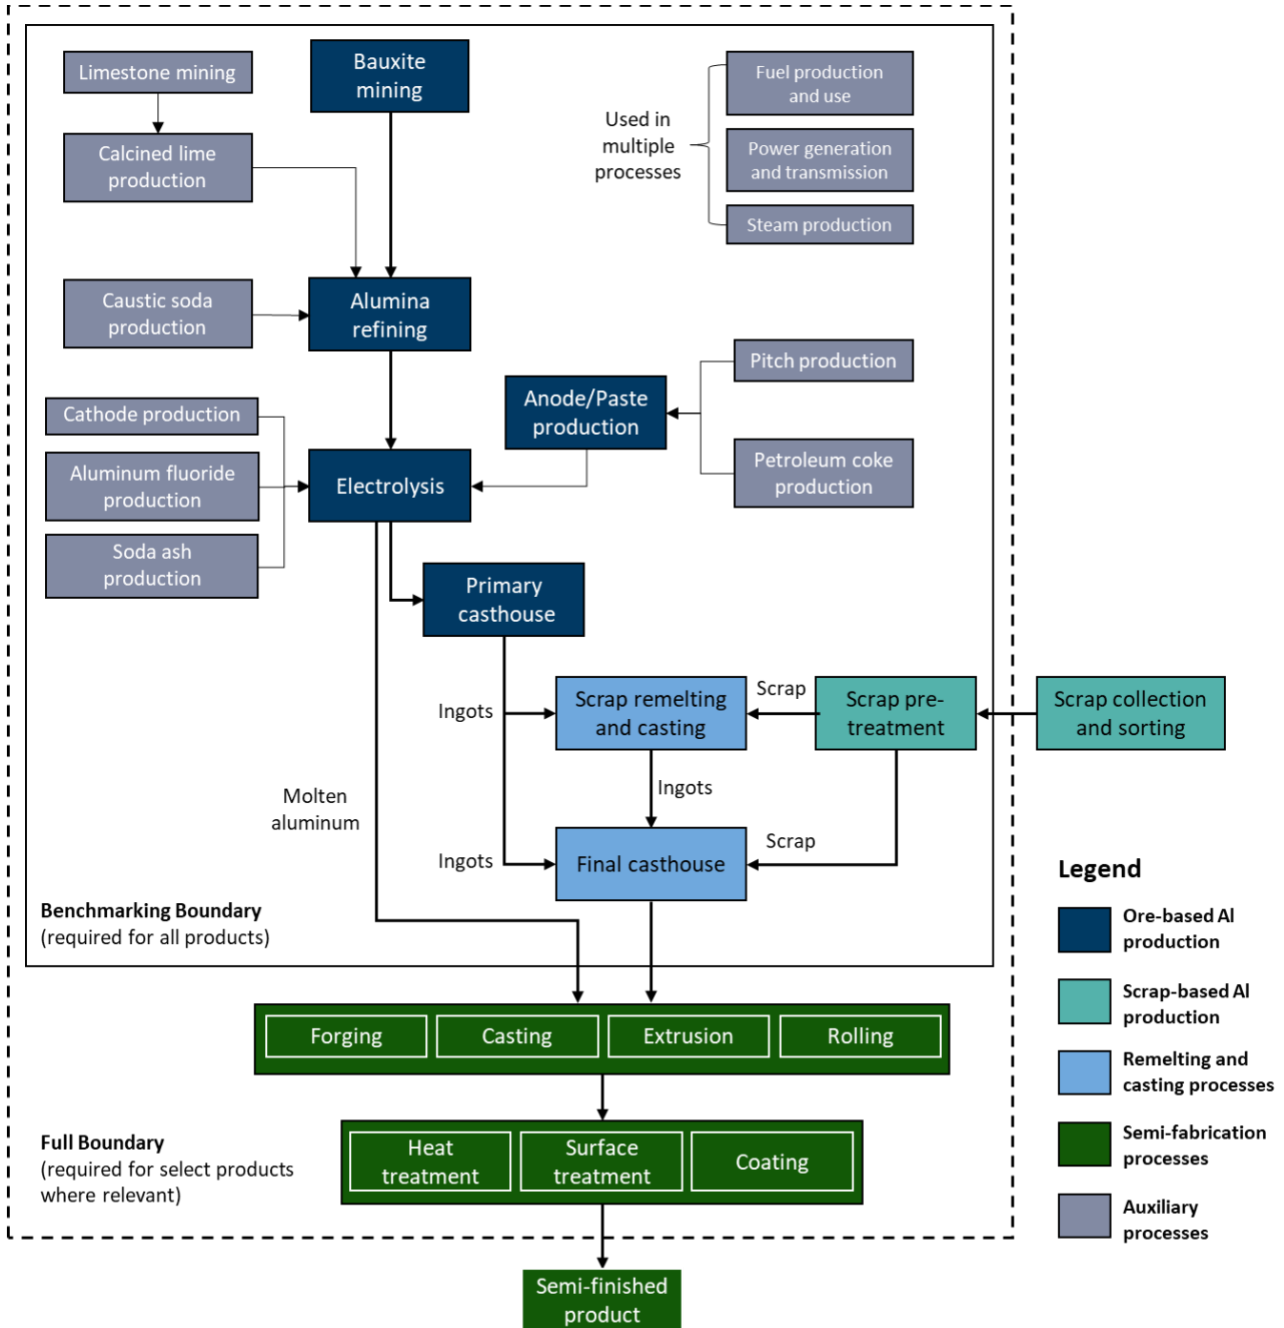 Limestone mining
Bauxite
mining
Fuel production
and use
Used in
multiple
processes
Calcined lime
production
Power generation
and transmission
Steam production
Caustic soda
production
Alumina
refining
Pitch production
Anode/Paste
production
Cathode production
Aluminum fluoride
production
Electrolysis
Petroleum coke
production
Soda ash
production
Primary
casthouse
Ingots
Scrap remelting
and casting
Scrap
Scrap pre-
treatment
Scrap collection
and sorting
Molten
aluminum
Ingots
Ingots
Final casthouse
Scrap
Benchmarking Boundary
(required for all products)
Forging
Casting
Extrusion
Rolling
Full Boundary
(required for select products
where relevant)
Heat
treatment
Surface
treatment
Coating
Semi-finished
product
Legend
Ore-based Al
production
Scrap-based Al
production
Remelting and
casting processes
Semi-fabrication
processes
Auxiliary
processes